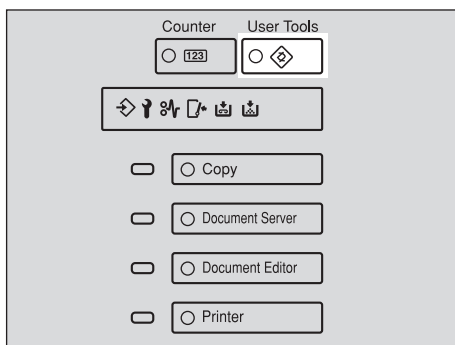 Counter User Tools
123
Copy
Document Server
Document Editor
Printer